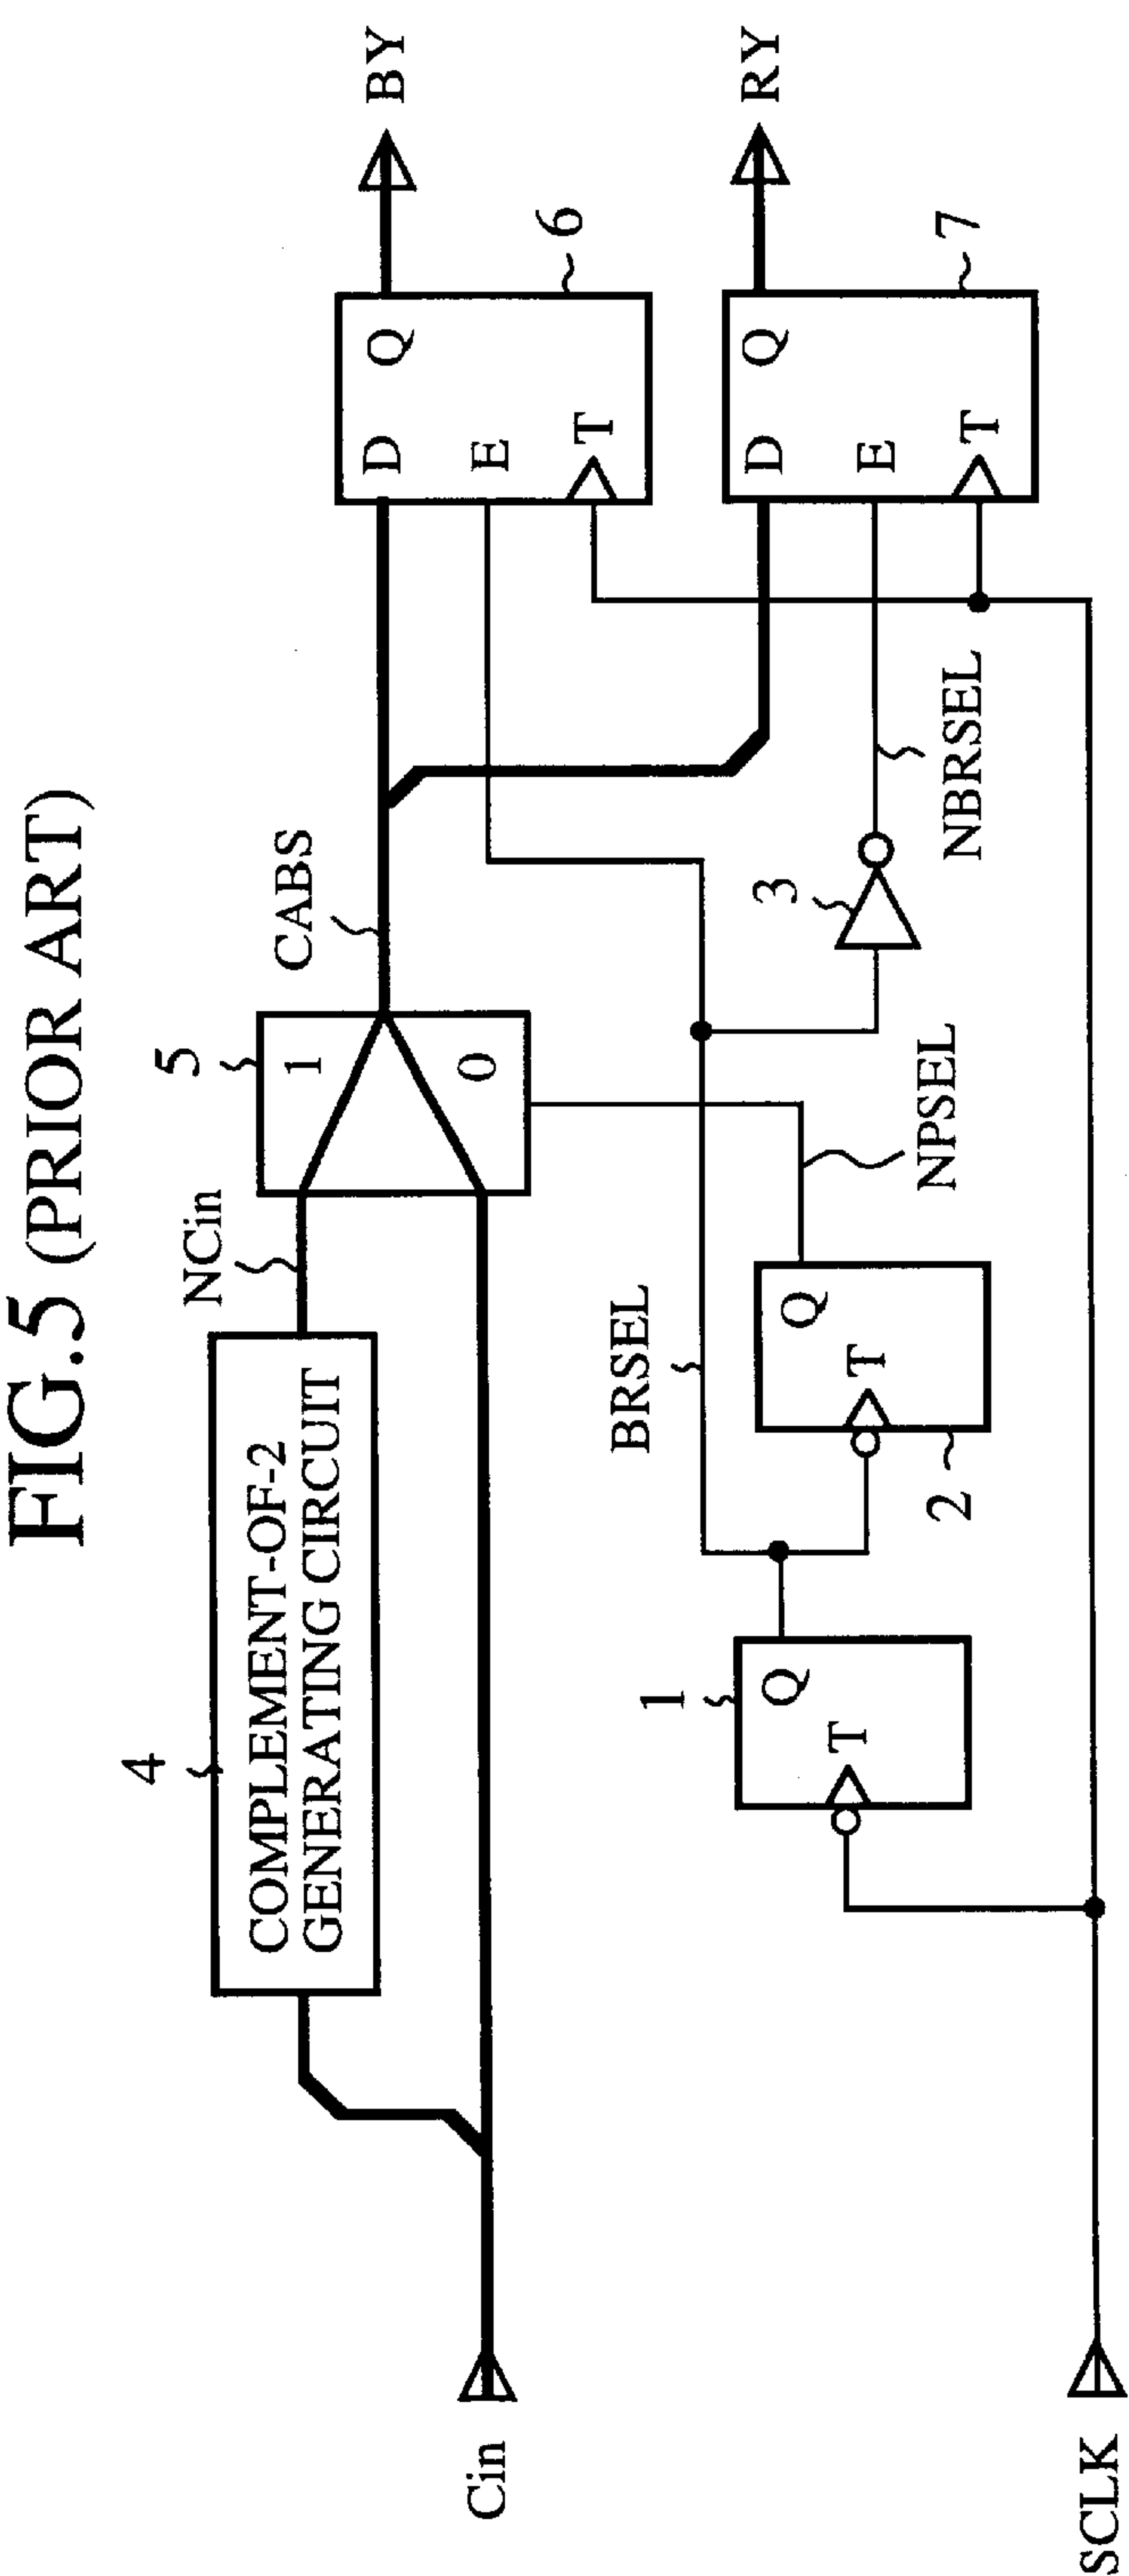 FIG.5 (PRIOR ART)
4
COMPLEMENT-OF-2
GENERATING CIRCUIT
NCin
5
1
0
CABS
D Q
E
T
6
BY
Cin
1
Q
T
BRSEL
2
Q
T
NPSEL
3
NBRSEL
D Q
E
T
7
RY
SCLK